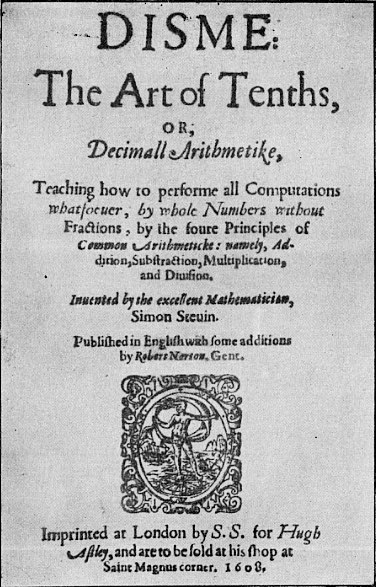 DISME:
The Art of Tenths,
OR,
Decimall Arithmetike,
Teaching how to performe all Computations
whatſoeuer, by whole Numbers without
Fractions, by the foure Principles of
Common Arithmeticke: namely, Ad-
dition, Subſtraction, Multiplication,
and Diuiſion.
Inuented by the excellent Mathematician,
Simon Steuin.
Publiſhed in Engliſh with ſome additions
by Robert Norton, Gent.
Imprinted at London by S. S. for Hugh
Aſtley, and are to be ſold at his ſhop at
Saint Magnus corner. 1608.